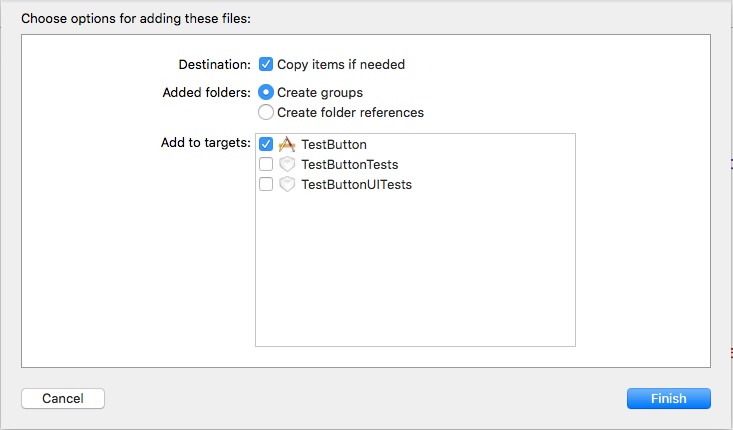 Choose options for adding these files:
Destination: Copy items if needed
Added folders: Create groups
Create folder references
Add to targets: TestButton
TestButtonTests
TestButtonUITests
Cancel Finish